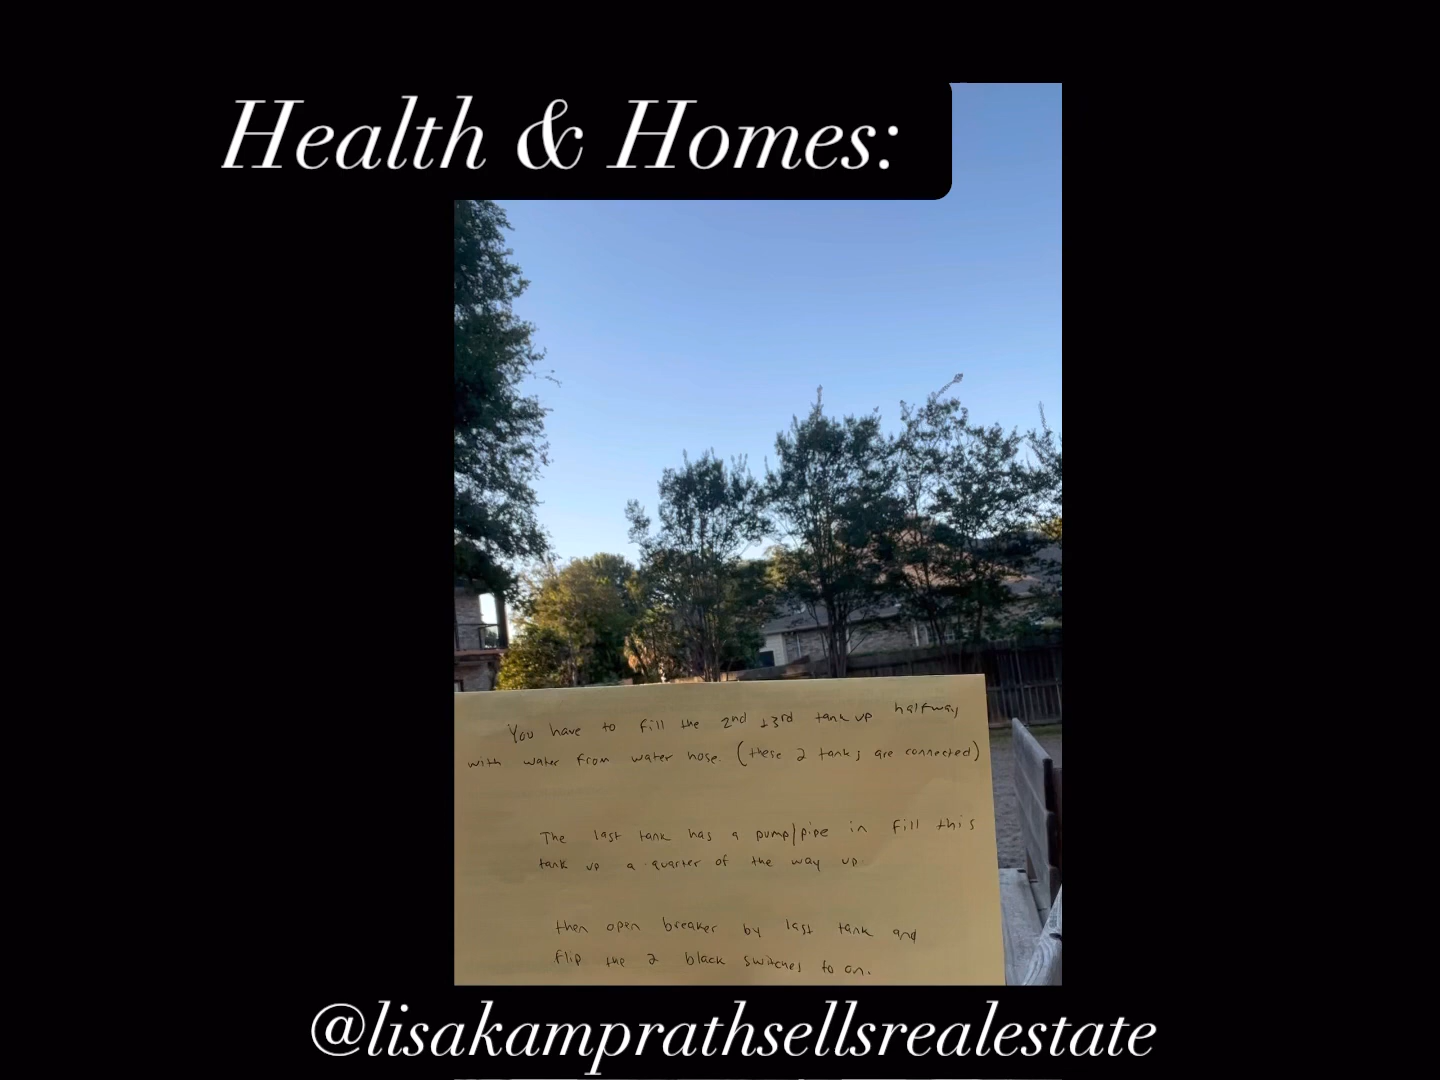 Health & Homes:
You have to fill the 2nd +3rd tank up halfway
with water from water hose. (these 2 tanks are connected)
The last tank has a pump/pipe in fill this
tank up a quarter of the way up.
then open breaker by last tank and
flip the 2 black switches to on.
@lisakamprathsellsrealestate